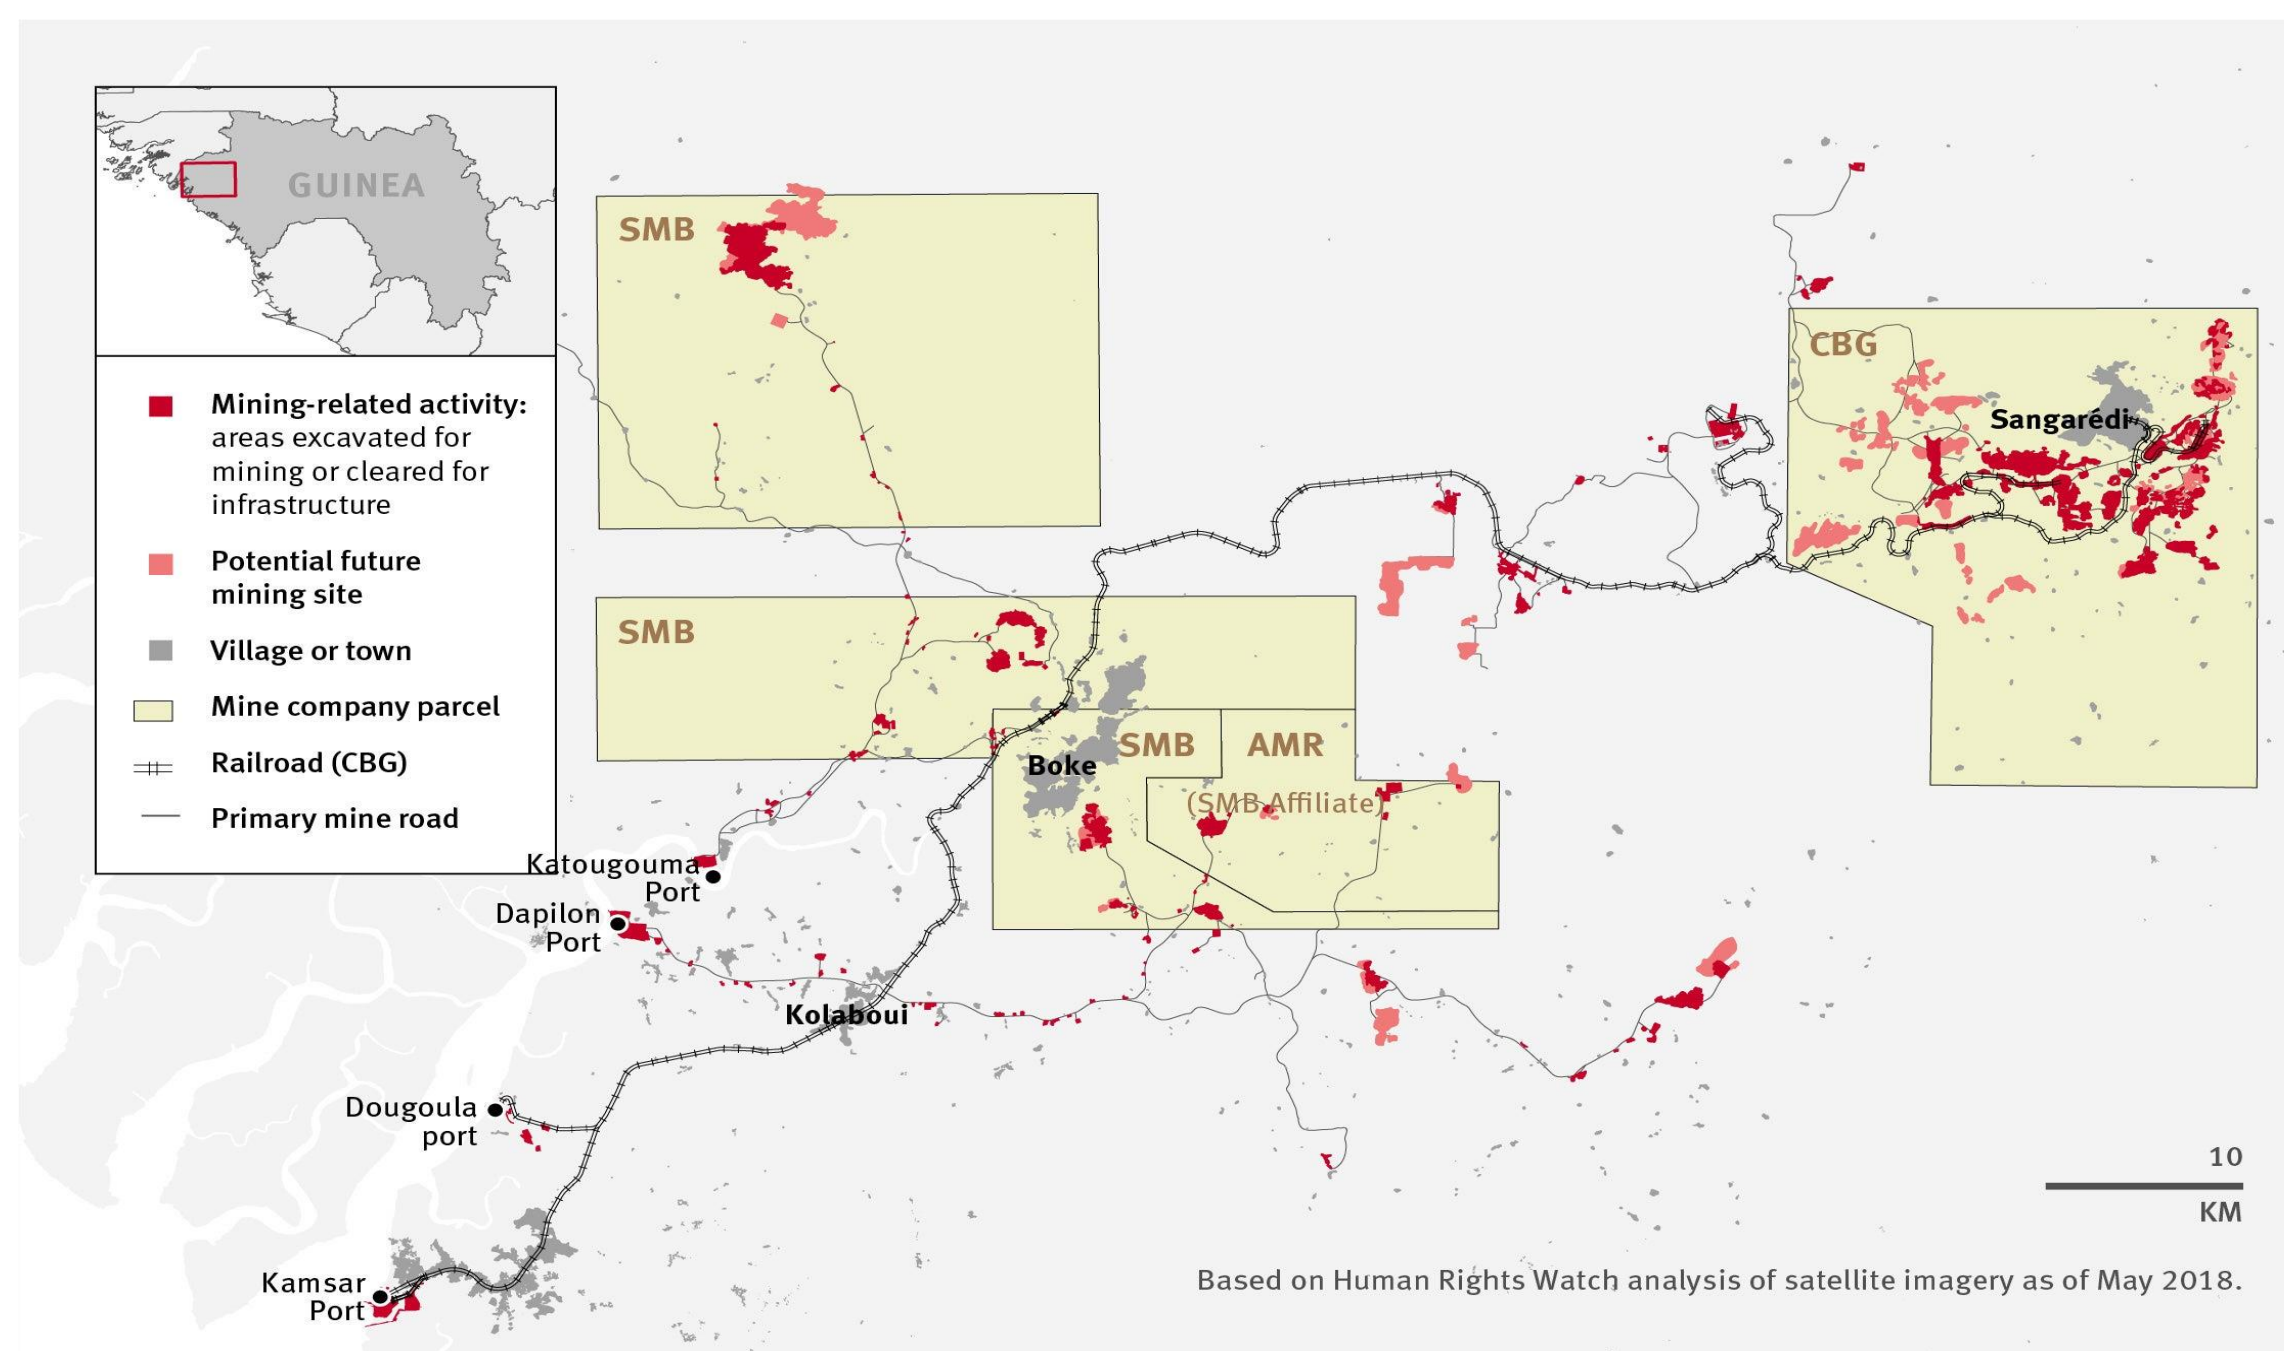 GUINEA
Mining-related activity:
areas excavated for
mining or cleared for
infrastructure
Potential future
mining site
Village or town
Mine company parcel
Railroad (CBG)
Primary mine road
SMB
CBG
Sangarédi
SMB
SMB
AMR
Boke
(SMB Affiliate)
Katougouma
Port
Dapilon
Port
Kolaboui
Dougoula
port
Kamsar
Port
10
KM
Based on Human Rights Watch analysis of satellite imagery as of May 2018.